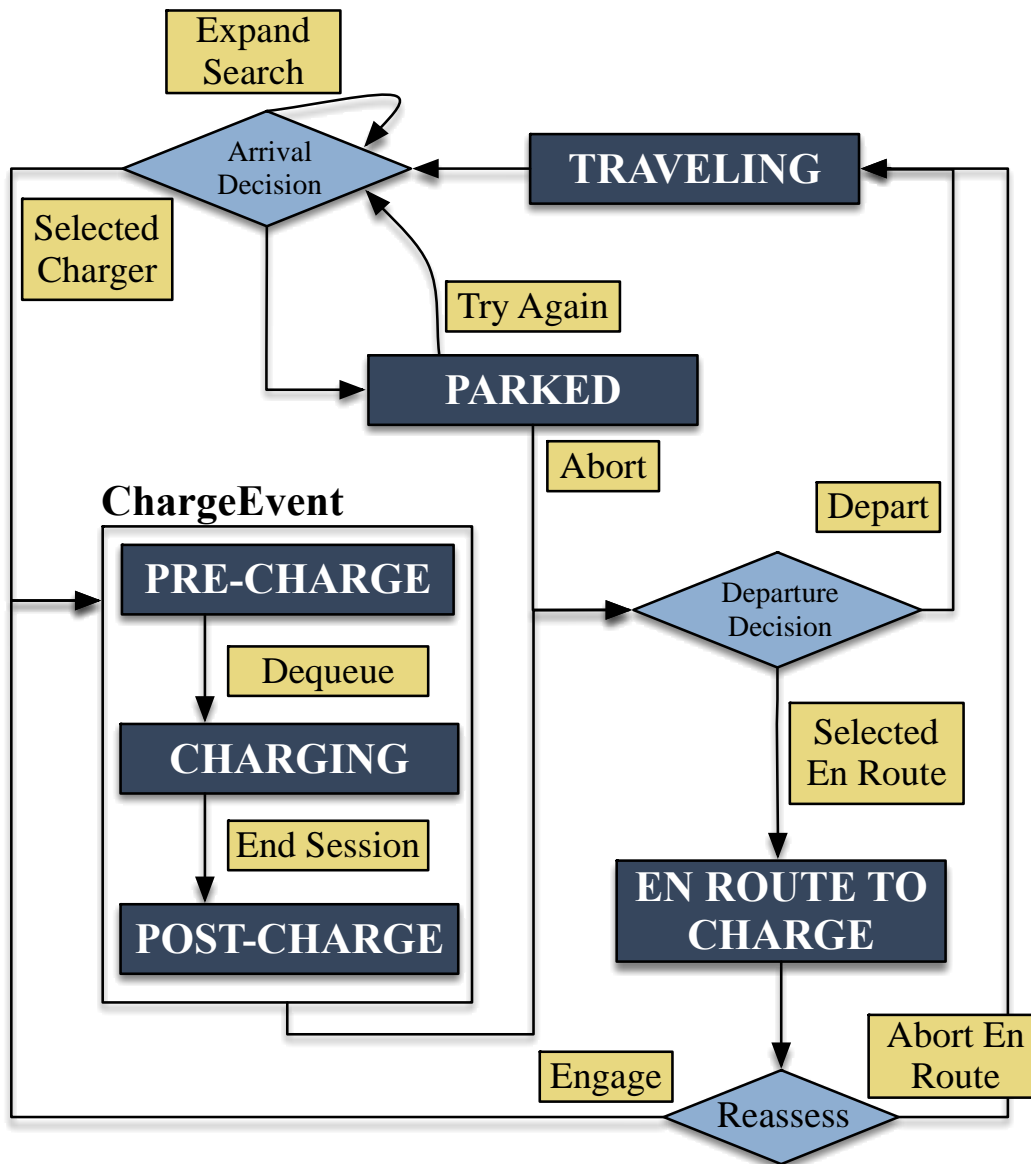 Expand
Search
Arrival
Decision
TRAVELING
Selected
Charger
Try Again
PARKED
Abort
ChargeEvent
Depart
PRE-CHARGE
Departure
Decision
Dequeue
CHARGING
Selected
En Route
End Session
EN ROUTE TO
CHARGE
POST-CHARGE
Engage
Abort En
Route
Reassess